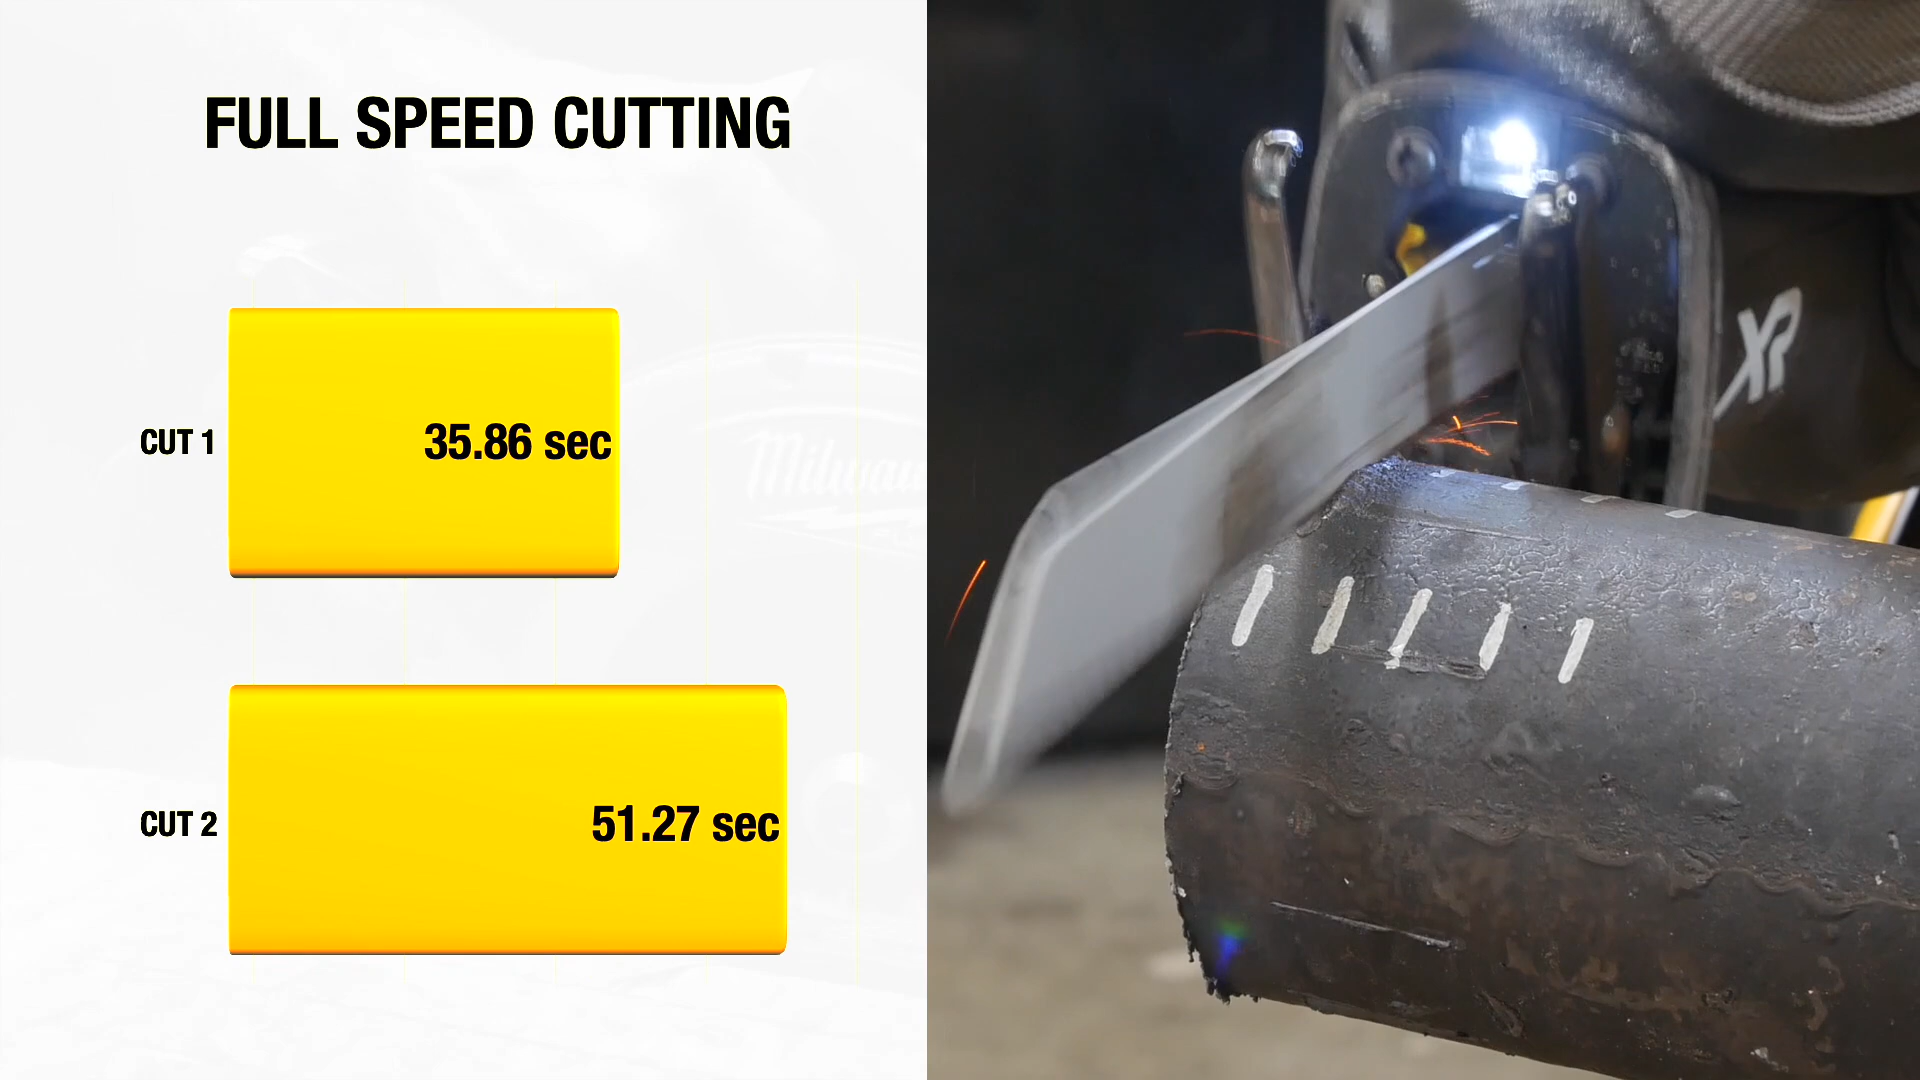 FULL SPEED CUTTING
CUT 1
35.86 sec
CUT 2
51.27 sec
XR